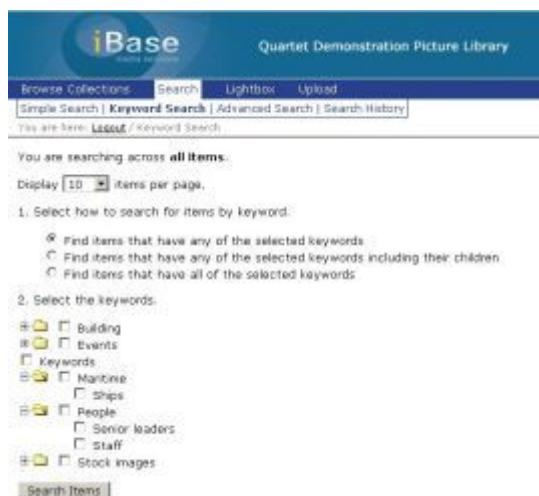 iBase
Quartet Demonstration Picture Library
Browse Collections Search Lightbox Upload
Simple Search | Keyword Search | Advanced Search | Search History
You are here: Logout / Keyword Search
You are searching across all items.
Display 10 items per page.
1. Select how to search for items by keyword.
Find items that have any of the selected keywords
Find items that have any of the selected keywords including their children
Find items that have all of the selected keywords
2. Select the keywords.
Building
Events
Keywords
Maritime
Ships
People
Senior leaders
Staff
Stock images
Search Items